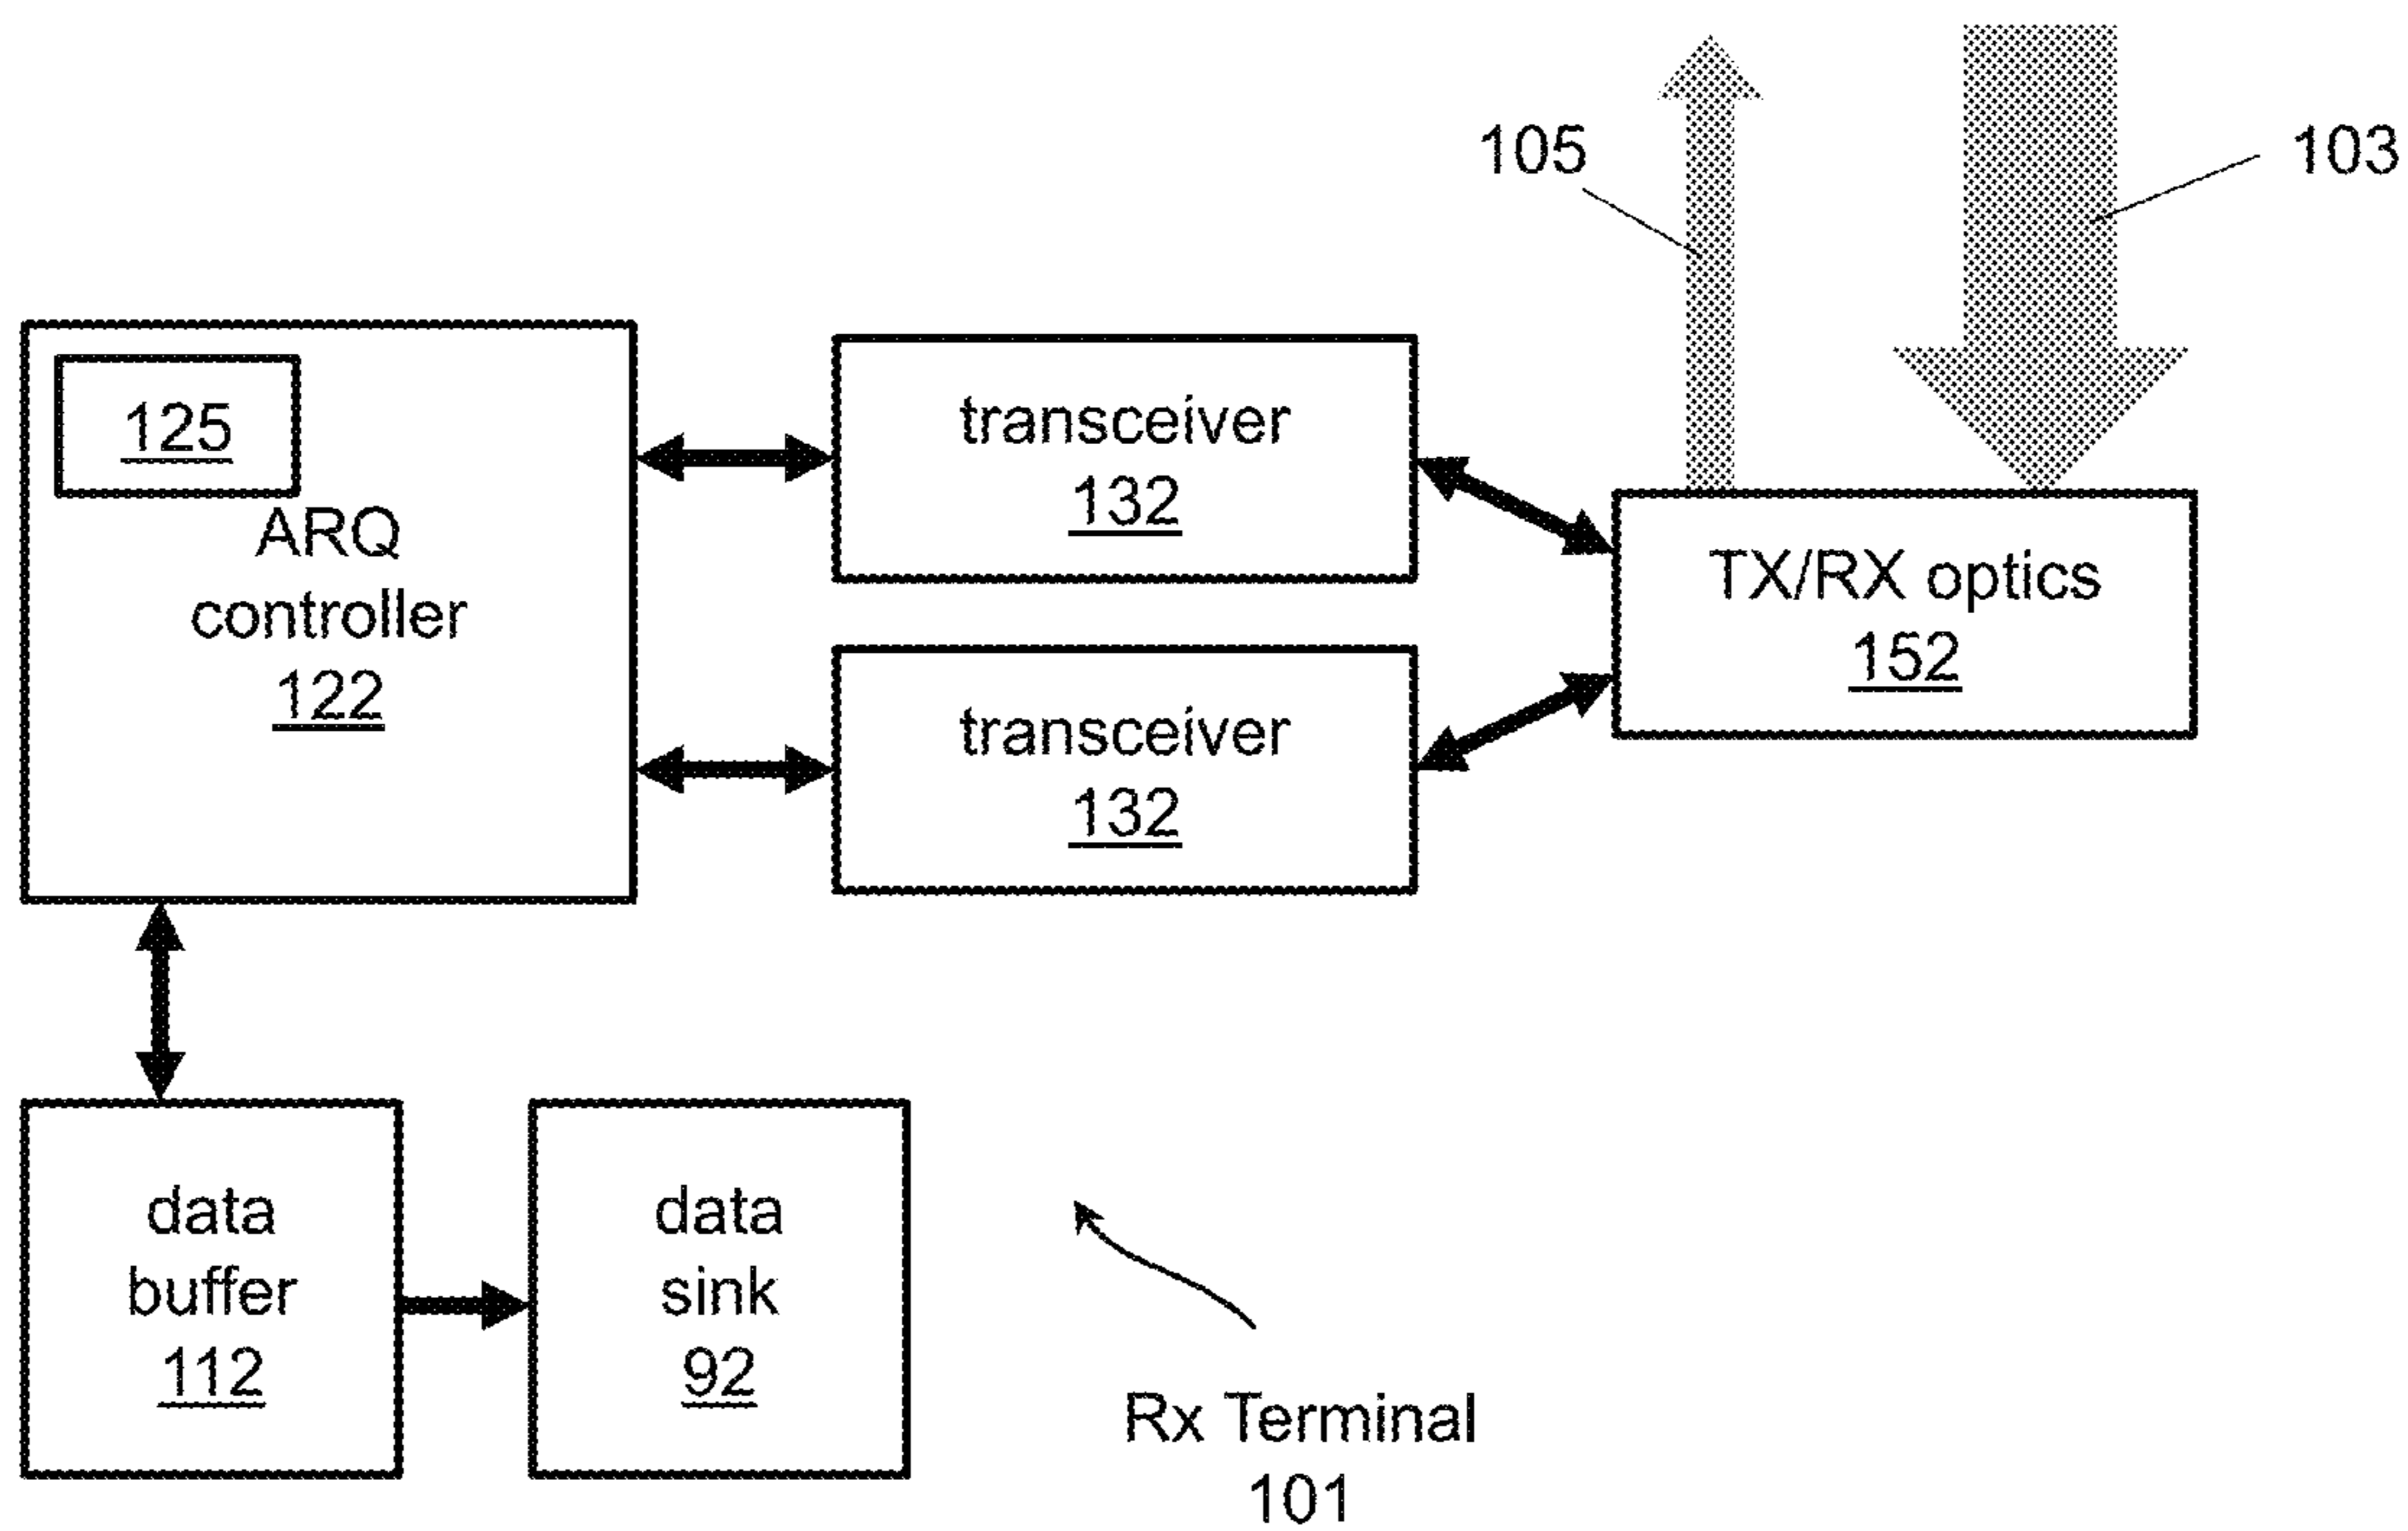 105
103
125
ARQ
controller
122
transceiver
132
transceiver
132
TX/RX optics
152
data
buffer
112
data
sink
92
Rx Terminal
101